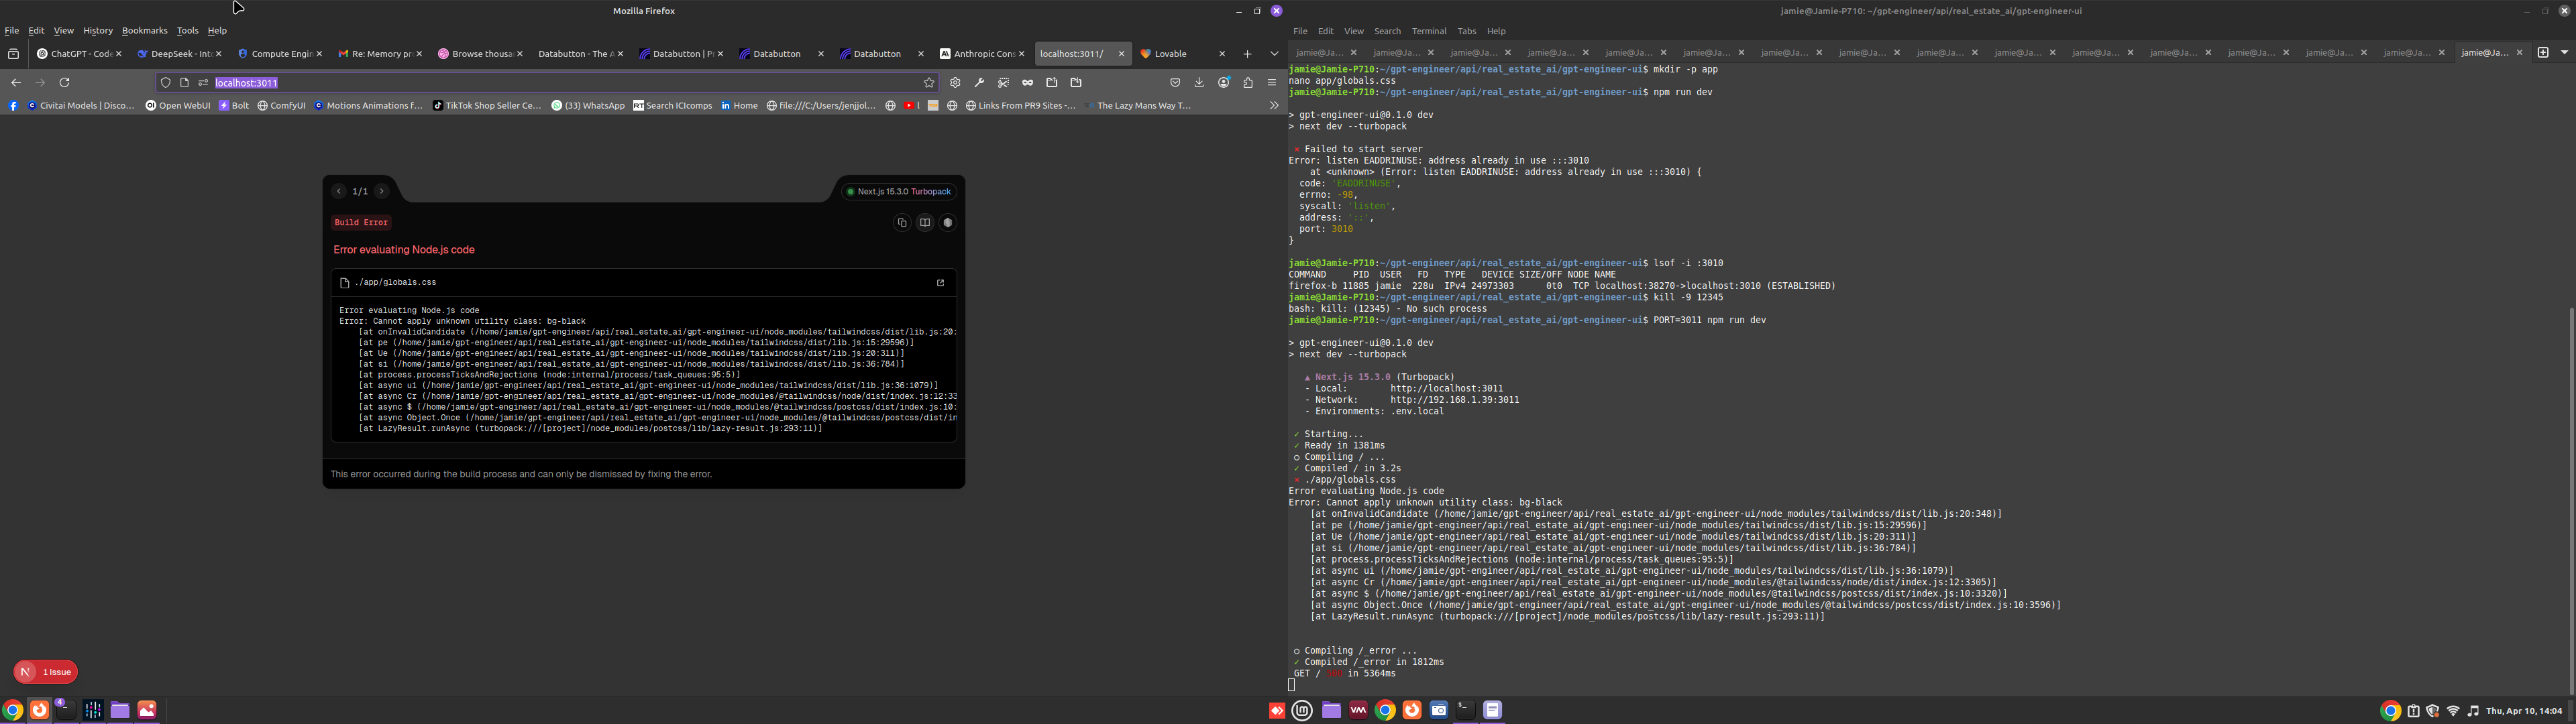 Mozilla Firefox
File Edit View History Bookmarks Tools Help
ChatGPT - Code
DeepSeek - Int
Compute Engin
Re: Memory pr
Browse thousa
Databutton - The A
Databutton | P
Databutton
Databutton
Anthropic Cons
localhost:3011/
Lovable
localhost:3011
Civitai Models | Disco...
Open WebUI
Bolt
ComfyUI
Motions Animations f...
TikTok Shop Seller Ce...
(33) WhatsApp
Search ICIcomps
Home
file:///C:/Users/jenjjol...
Links From PR9 Sites -...
The Lazy Mans Way T...
1/1
Next.js 15.3.0 Turbopack
Build Error
Error evaluating Node.js code
./app/globals.css
Error evaluating Node.js code
Error: Cannot apply unknown utility class: bg-black
[at onInvalidCandidate (/home/jamie/gpt-engineer/api/real_estate_ai/gpt-engineer-ui/node_modules/tailwindcss/dist/lib.js:20:
[at pe (/home/jamie/gpt-engineer/api/real_estate_ai/gpt-engineer-ui/node_modules/tailwindcss/dist/lib.js:15:29596)]
[at Ue (/home/jamie/gpt-engineer/api/real_estate_ai/gpt-engineer-ui/node_modules/tailwindcss/dist/lib.js:20:311)]
[at si (/home/jamie/gpt-engineer/api/real_estate_ai/gpt-engineer-ui/node_modules/tailwindcss/dist/lib.js:36:784)]
[at process.processTicksAndRejections (node:internal/process/task_queues:95:5)]
[at async ui (/home/jamie/gpt-engineer/api/real_estate_ai/gpt-engineer-ui/node_modules/tailwindcss/dist/lib.js:36:1079)]
[at async Cr (/home/jamie/gpt-engineer/api/real_estate_ai/gpt-engineer-ui/node_modules/@tailwindcss/node/dist/index.js:12:33
[at async $ (/home/jamie/gpt-engineer/api/real_estate_ai/gpt-engineer-ui/node_modules/@tailwindcss/postcss/dist/index.js:10:
[at async Object.Once (/home/jamie/gpt-engineer/api/real_estate_ai/gpt-engineer-ui/node_modules/@tailwindcss/postcss/dist/in
[at LazyResult.runAsync (turbopack:///[project]/node_modules/postcss/lib/lazy-result.js:293:11)]
This error occurred during the build process and can only be dismissed by fixing the error.
N 1 Issue
jamie@Jamie-P710: ~/gpt-engineer/api/real_estate_ai/gpt-engineer-ui
File Edit View Search Terminal Tabs Help
jamie@Ja... jamie@Ja... jamie@Ja... jamie@Ja... jamie@Ja... jamie@Ja... jamie@Ja... jamie@Ja... jamie@Ja... jamie@Ja... jamie@Ja... jamie@Ja... jamie@Ja... jamie@Ja... jamie@Ja... jamie@Ja...
jamie@Jamie-P710:~/gpt-engineer/api/real_estate_ai/gpt-engineer-ui$ mkdir -p app
nano app/globals.css
jamie@Jamie-P710:~/gpt-engineer/api/real_estate_ai/gpt-engineer-ui$ npm run dev
> gpt-engineer-ui@0.1.0 dev
> next dev --turbopack
⨯ Failed to start server
Error: listen EADDRINUSE: address already in use :::3010
at <unknown> (Error: listen EADDRINUSE: address already in use :::3010) {
code: 'EADDRINUSE',
errno: -98,
syscall: 'listen',
address: '::',
port: 3010
}
jamie@Jamie-P710:~/gpt-engineer/api/real_estate_ai/gpt-engineer-ui$ lsof -i :3010
COMMAND PID USER FD TYPE DEVICE SIZE/OFF NODE NAME
firefox-b 11885 jamie 228u IPv4 24973303 0t0 TCP localhost:38270->localhost:3010 (ESTABLISHED)
jamie@Jamie-P710:~/gpt-engineer/api/real_estate_ai/gpt-engineer-ui$ kill -9 12345
bash: kill: (12345) - No such process
jamie@Jamie-P710:~/gpt-engineer/api/real_estate_ai/gpt-engineer-ui$ PORT=3011 npm run dev
> gpt-engineer-ui@0.1.0 dev
> next dev --turbopack
▲ Next.js 15.3.0 (Turbopack)
- Local: http://localhost:3011
- Network: http://192.168.1.39:3011
- Environments: .env.local
✓ Starting...
✓ Ready in 1381ms
○ Compiling / ...
✓ Compiled / in 3.2s
⨯ ./app/globals.css
Error evaluating Node.js code
Error: Cannot apply unknown utility class: bg-black
[at onInvalidCandidate (/home/jamie/gpt-engineer/api/real_estate_ai/gpt-engineer-ui/node_modules/tailwindcss/dist/lib.js:20:348)]
[at pe (/home/jamie/gpt-engineer/api/real_estate_ai/gpt-engineer-ui/node_modules/tailwindcss/dist/lib.js:15:29596)]
[at Ue (/home/jamie/gpt-engineer/api/real_estate_ai/gpt-engineer-ui/node_modules/tailwindcss/dist/lib.js:20:311)]
[at si (/home/jamie/gpt-engineer/api/real_estate_ai/gpt-engineer-ui/node_modules/tailwindcss/dist/lib.js:36:784)]
[at process.processTicksAndRejections (node:internal/process/task_queues:95:5)]
[at async ui (/home/jamie/gpt-engineer/api/real_estate_ai/gpt-engineer-ui/node_modules/tailwindcss/dist/lib.js:36:1079)]
[at async Cr (/home/jamie/gpt-engineer/api/real_estate_ai/gpt-engineer-ui/node_modules/@tailwindcss/node/dist/index.js:12:3305)]
[at async $ (/home/jamie/gpt-engineer/api/real_estate_ai/gpt-engineer-ui/node_modules/@tailwindcss/postcss/dist/index.js:10:3320)]
[at async Object.Once (/home/jamie/gpt-engineer/api/real_estate_ai/gpt-engineer-ui/node_modules/@tailwindcss/postcss/dist/index.js:10:3596)]
[at LazyResult.runAsync (turbopack:///[project]/node_modules/postcss/lib/lazy-result.js:293:11)]
○ Compiling /_error ...
✓ Compiled /_error in 1812ms
GET / 500 in 5364ms
4
Thu, Apr 10, 14:04